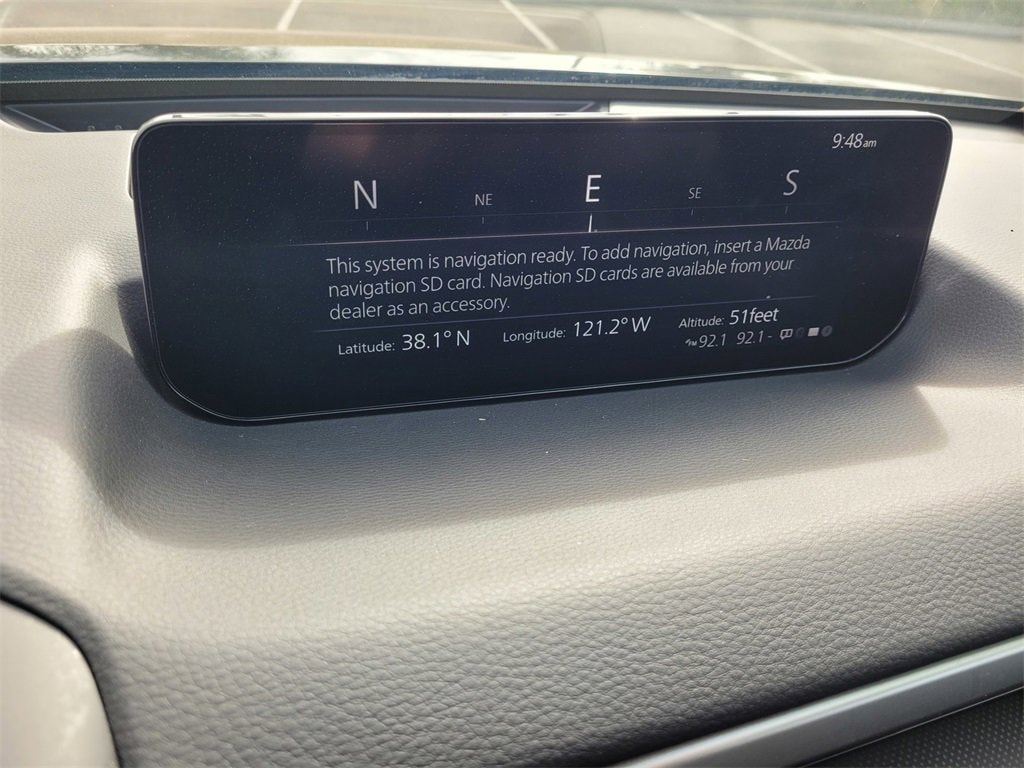 9:48am
N NE E SE S
This system is navigation ready. To add navigation, insert a Mazda
navigation SD card. Navigation SD cards are available from your
dealer as an accessory.
Latitude: 38.1° N Longitude: 121.2° W Altitude: 51feet
FM 92.1 92.1 -